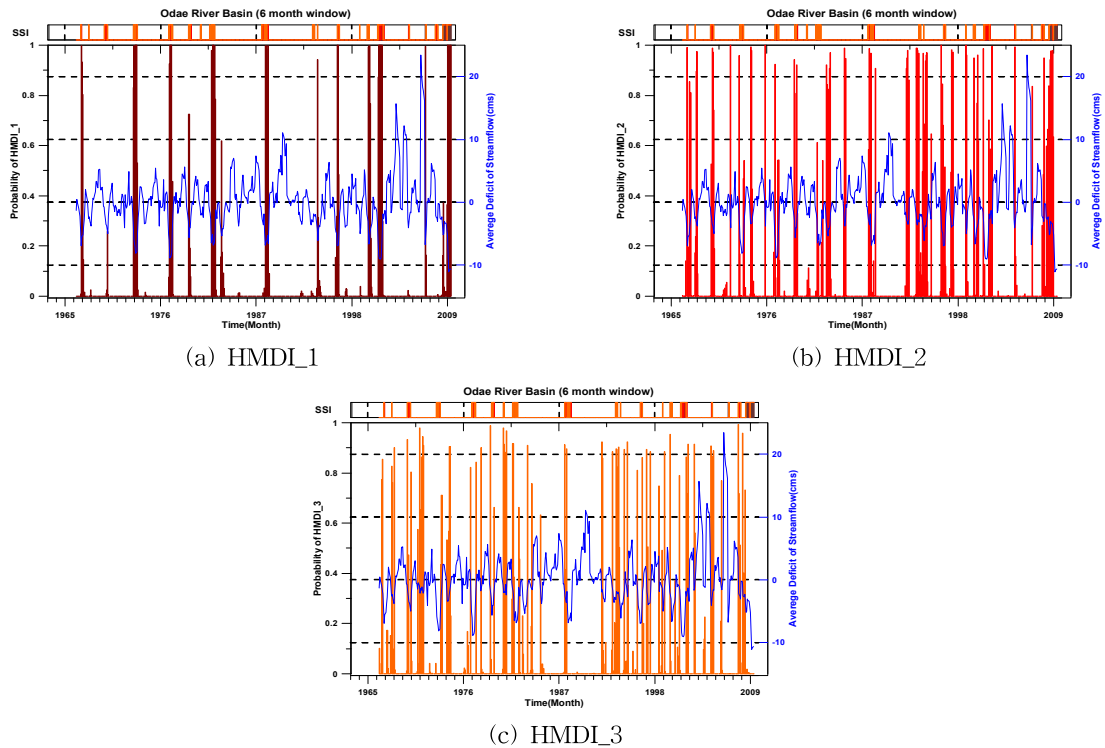 Odae River Basin (6 month window)
SSI
1
0.8
0.6
0.4
0.2
0
Probability of HMDI_1
20
10
0
-10
Averege Deficit of Streamflow(cms)
1965 1976 1987 1998 2009
Time(Month)
(a) HMDI_1
Odae River Basin (6 month window)
SSI
1
0.8
0.6
0.4
0.2
0
Probability of HMDI_2
20
10
0
-10
Averege Deficit of Streamflow(cms)
1965 1976 1987 1998 2009
Time(Month)
(b) HMDI_2
Odae River Basin (6 month window)
SSI
1
0.8
0.6
0.4
0.2
0
Probability of HMDI_3
20
10
0
-10
Averege Deficit of Streamflow(cms)
1965 1976 1987 1998 2009
Time(Month)
(c) HMDI_3